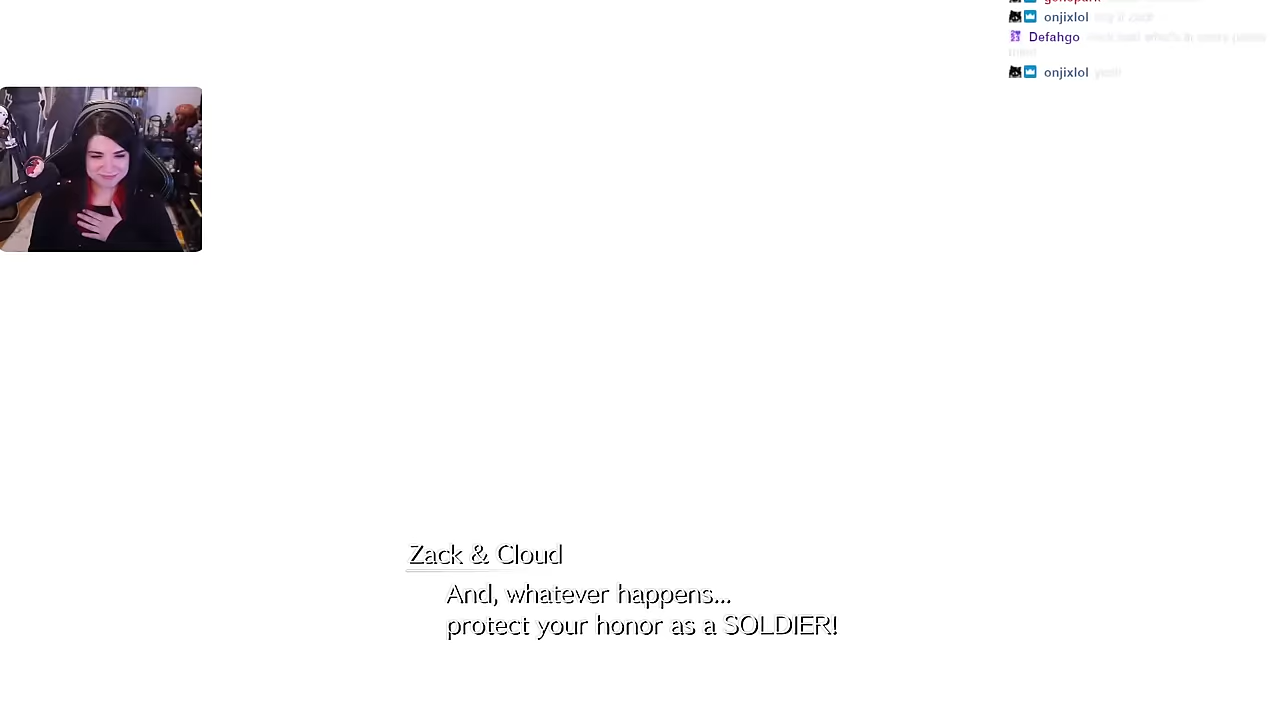 onjixlol
Defahgo
onjixlol
Zack & Cloud
And, whatever happens...
protect your honor as a SOLDIER!